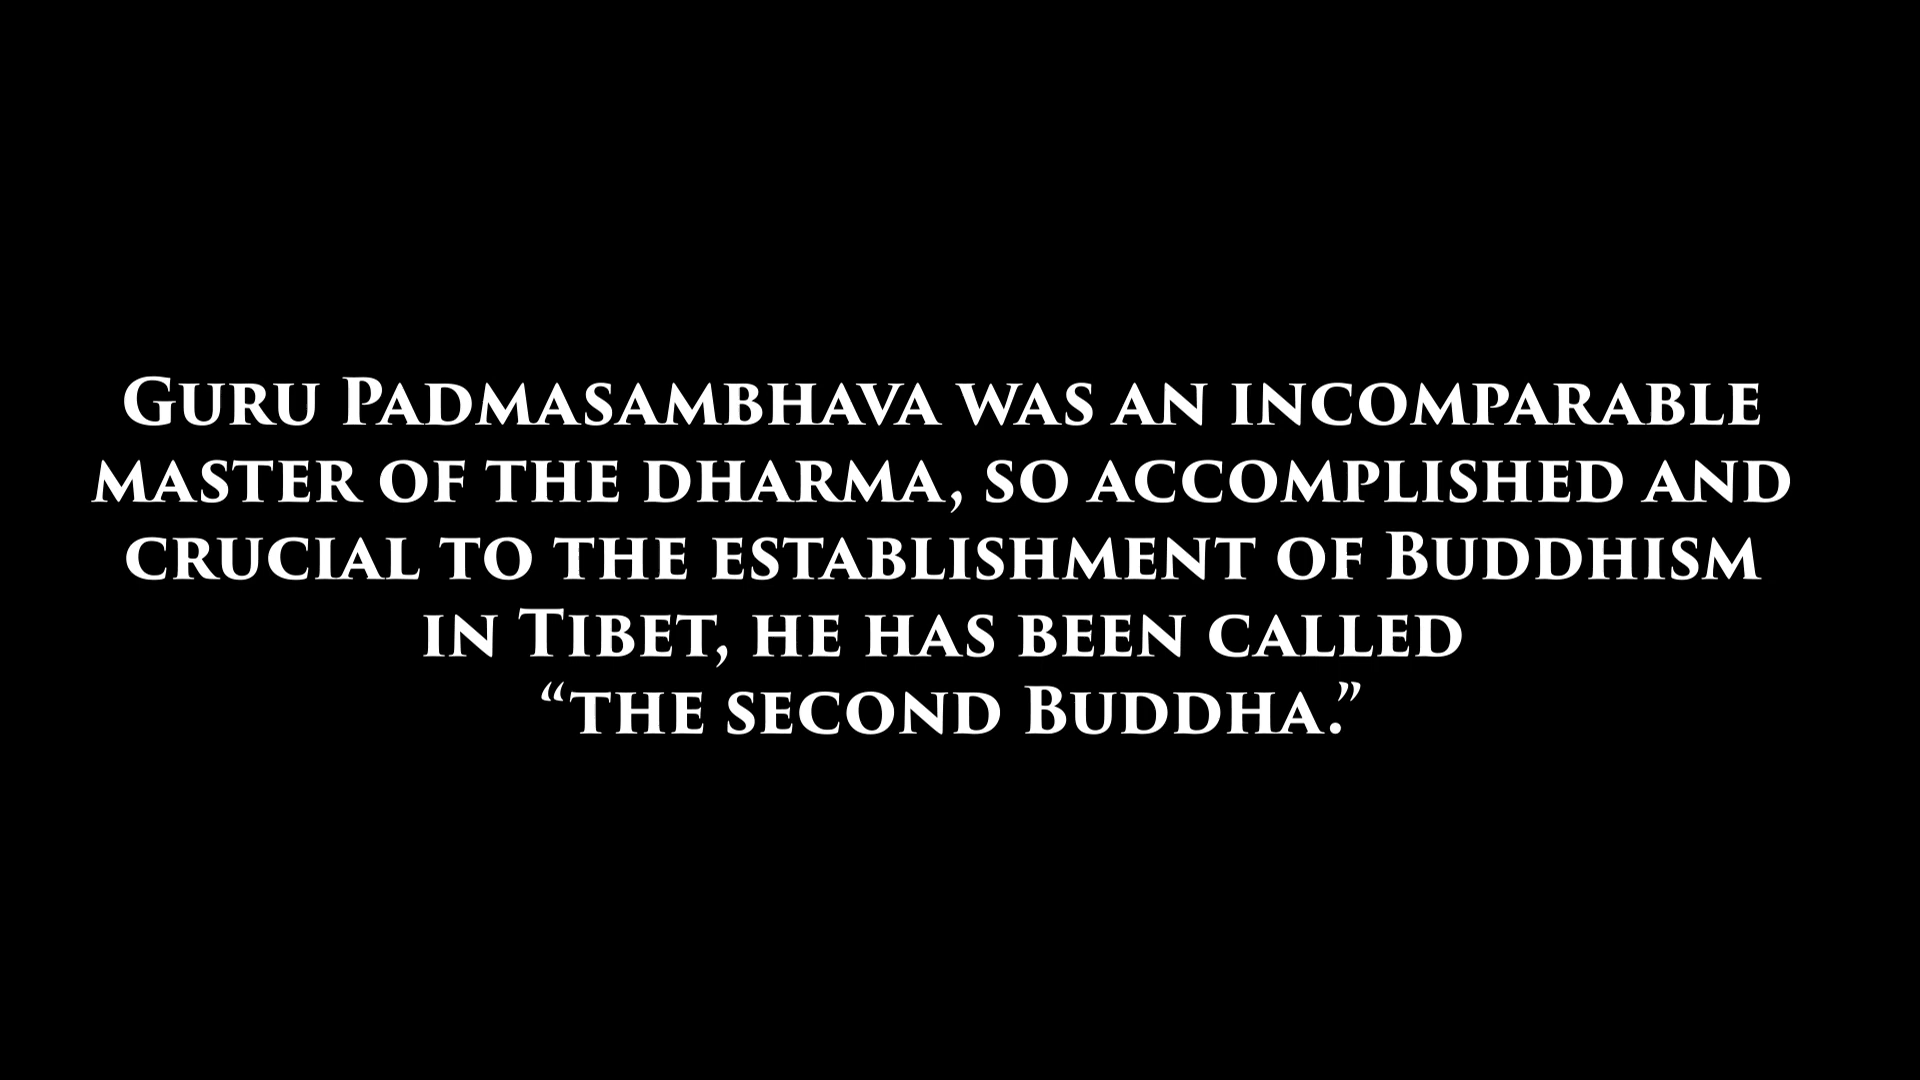 Guru Padmasambhava was an incomparable
master of the dharma, so accomplished and
crucial to the establishment of Buddhism
in Tibet, he has been called
“the second Buddha.”